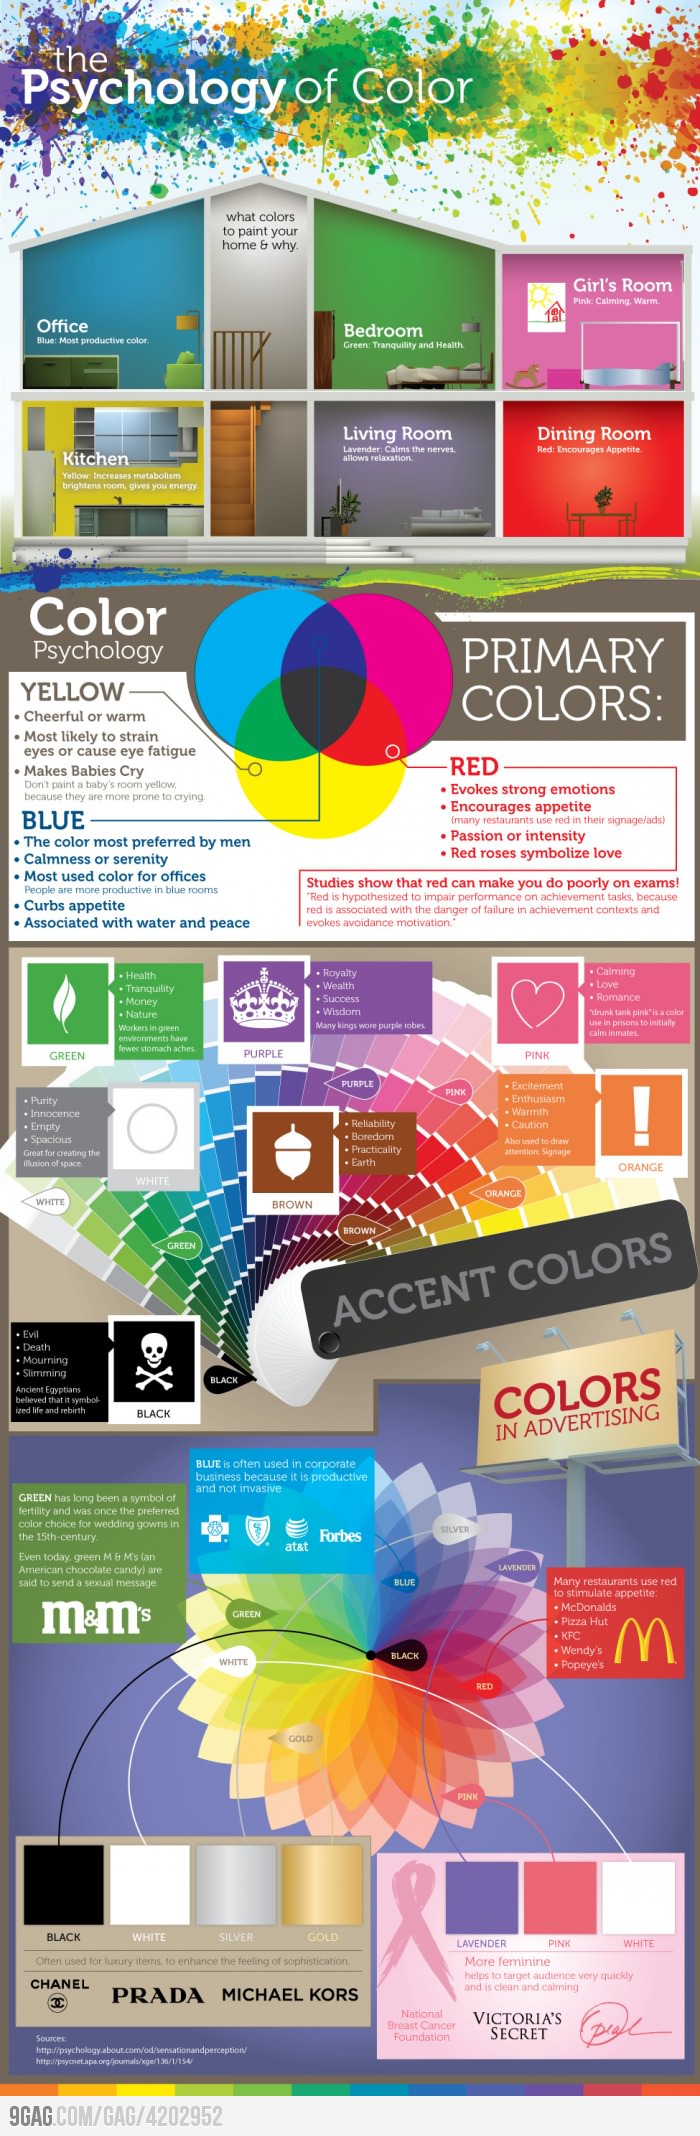 the
Psychology of Color
what colors
to paint your
home & why.
Office
Blue: Most productive color.
Bedroom
Green: Tranquility and Health.
Girl's Room
Pink: Calming, Warm.
Kitchen
Yellow: Increases metabolism
brightens room, gives you energy.
Living Room
Lavender: Calms the nerves,
allows relaxation.
Dining Room
Red: Encourages Appetite.
Color
Psychology
PRIMARY
COLORS:
YELLOW
• Cheerful or warm
• Most likely to strain
eyes or cause eye fatigue
• Makes Babies Cry
Don't paint a baby's room yellow,
because they are more prone to crying.
BLUE
• The color most preferred by men
• Calmness or serenity
• Most used color for offices
People are more productive in blue rooms
• Curbs appetite
• Associated with water and peace
RED
• Evokes strong emotions
• Encourages appetite
(many restaurants use red in their signage/ads)
• Passion or intensity
• Red roses symbolize love
Studies show that red can make you do poorly on exams!
"Red is hypothesized to impair performance on achievement tasks, because
red is associated with the danger of failure in achievement contexts and
evokes avoidance motivation."
GREEN
• Health
• Tranquility
• Money
• Nature
Workers in green
environments have
fewer stomach aches.
PURPLE
• Royalty
• Wealth
• Success
• Wisdom
Many kings wore purple robes.
PINK
• Calming
• Love
• Romance
"drunk tank pink" is a color
use in prisons to initially
calm inmates.
• Purity
• Innocence
• Empty
• Spacious
Great for creating the
illusion of space.
WHITE
BROWN
• Reliability
• Boredom
• Practicality
• Earth
• Excitement
• Enthusiasm
• Warmth
• Caution
Also used to draw
attention: Signage
!
ORANGE
PURPLE
PINK
WHITE
GREEN
BROWN
ORANGE
BLACK
ACCENT COLORS
• Evil
• Death
• Mourning
• Slimming
Ancient Egyptians
believed that it symbol-
ized life and rebirth
BLACK
COLORS
IN ADVERTISING
BLUE is often used in corporate
business because it is productive
and not invasive
at&t
Forbes
GREEN has long been a symbol of
fertility and was once the preferred
color choice for wedding gowns in
the 15th-century.
Even today, green M & M's (an
American chocolate candy) are
said to send a sexual message.
m&m's
Many restaurants use red
to stimulate appetite:
• McDonalds
• Pizza Hut
• KFC
• Wendy's
• Popeye's
SILVER
LAVENDER
BLUE
GREEN
BLACK
WHITE
RED
GOLD
PINK
BLACK
WHITE
SILVER
GOLD
Often used for luxury items, to enhance the feeling of sophistication.
CHANEL
PRADA
MICHAEL KORS
LAVENDER
PINK
WHITE
More feminine
helps to target audience very quickly
and is clean and calming
National
Breast Cancer
Foundation
VICTORIA'S
SECRET
Sources:
http://psychology.about.com/od/sensationandperception/
http://psycnet.apa.org/journals/xge/136/1/154/
9GAG.COM/GAG/4202952